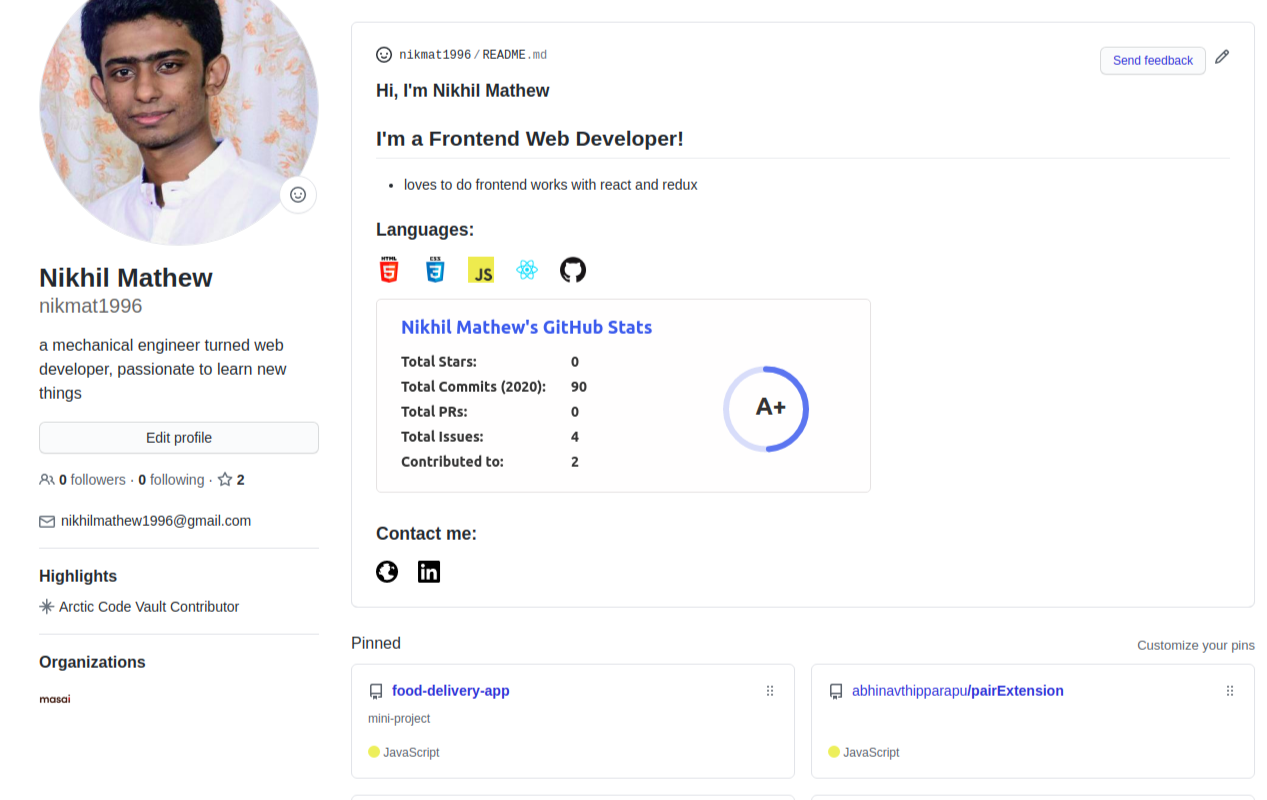 nikmat1996 / README.md
Send feedback
Hi, I'm Nikhil Mathew
I'm a Frontend Web Developer!
loves to do frontend works with react and redux
Languages:
HTML 5
CSS 3
JS
Nikhil Mathew's GitHub Stats
Total Stars: 0
Total Commits (2020): 90
Total PRs: 0
Total Issues: 4
Contributed to: 2
A+
Contact me:
in
Nikhil Mathew
nikmat1996
a mechanical engineer turned web
developer, passionate to learn new
things
Edit profile
0 followers · 0 following · 2
nikhilmathew1996@gmail.com
Highlights
Arctic Code Vault Contributor
Organizations
masai
Pinned
Customize your pins
food-delivery-app
mini-project
JavaScript
abhinavthipparapu/pairExtension
JavaScript